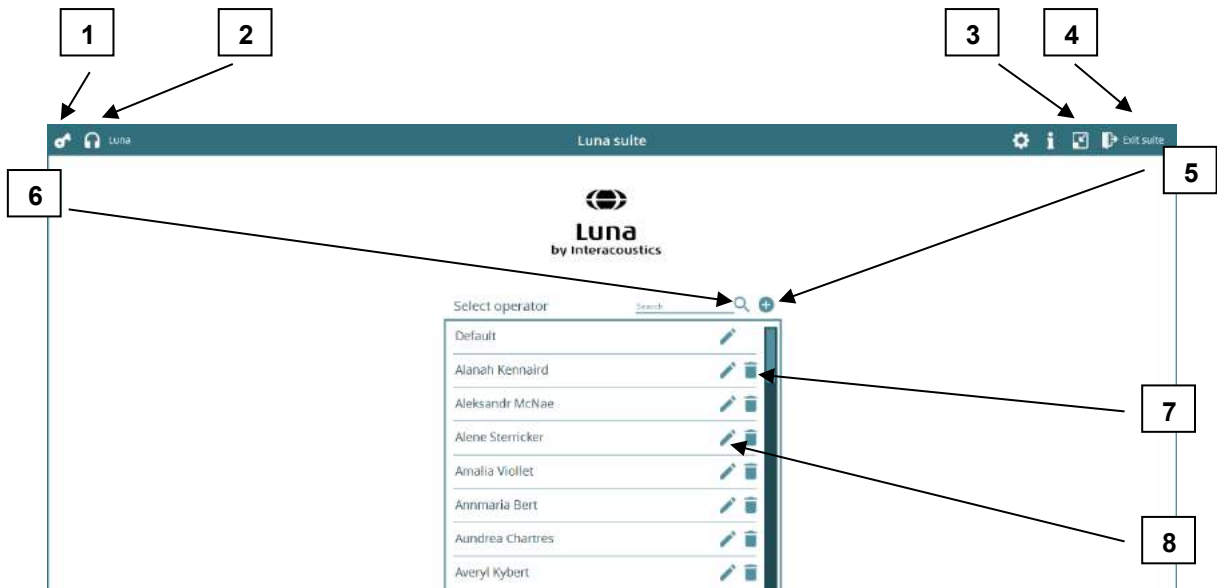 1 2 3 4
Luna Luna suite Exit suite
5
6
Luna
by Interacoustics
Select operator Search
Default
Alanah Kennaird
7
Aleksandr McNae
Alene Sterricker
Amalia Viollet
Annmaria Bert
Aundrea Chartres
8
Averyl Kybert